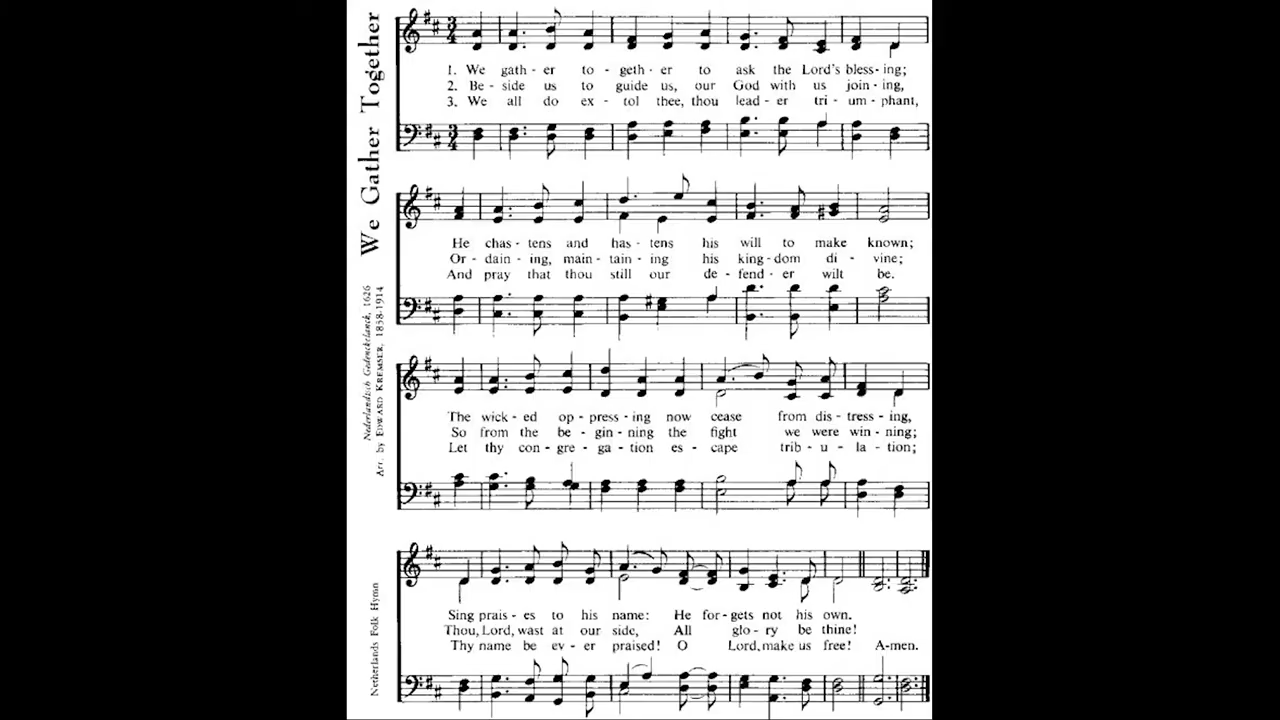 We Gather Together
Nederlandtsch Gedenckclanck, 1626
Arr. by EDWARD KREMSER, 1838-1914
Netherlands Folk Hymn
3
4
1. We gath - er to - geth - er to ask the Lord's bless - ing;
2. Be - side us to guide us, our God with us join - ing,
3. We all do ex - tol thee, thou lead - er tri - um - phant,
3
4
He chas - tens and has - tens his will to make known;
Or - dain - ing, main - tain - ing his king - dom di - vine;
And pray that thou still our de - fend - er wilt be.
The wick - ed op - press - ing now cease from dis - tress - ing,
So from the be - gin - ning the fight we were win - ning;
Let thy con - gre - ga - tion es - cape trib - u - la - tion;
Sing prais - es to his name: He for - gets not his own.
Thou, Lord, wast at our side, All glo - ry be thine!
Thy name be ev - er praised! O Lord, make us free! A-men.